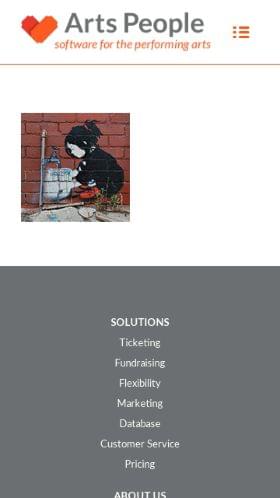 Arts People
software for the performing arts
SOLUTIONS
Ticketing
Fundraising
Flexibility
Marketing
Database
Customer Service
Pricing
ABOUT US